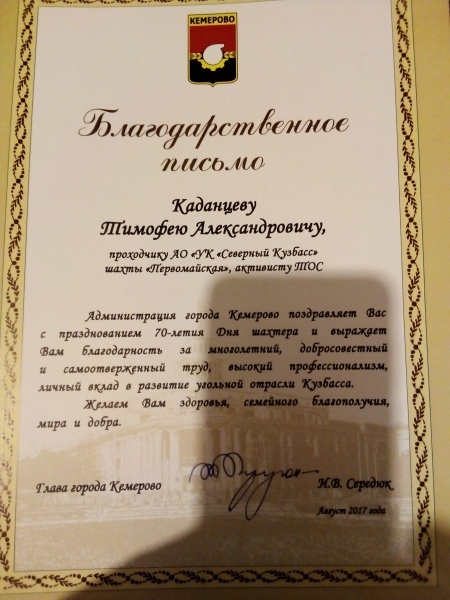 КЕМЕРОВО
Благодарственное
письмо
Каданцеву
Тимофею Александровичу,
проходчику АО «УК «Северный Кузбасс»
шахты «Первомайская», активисту ТОС
Администрация города Кемерово поздравляет Вас
с празднованием 70-летия Дня шахтера и выражает
Вам благодарность за многолетний, добросовестный
и самоотверженный труд, высокий профессионализм,
личный вклад в развитие угольной отрасли Кузбасса.
Желаем Вам здоровья, семейного благополучия,
мира и добра.
Глава города Кемерово И.В. Середюк
Август 2017 года